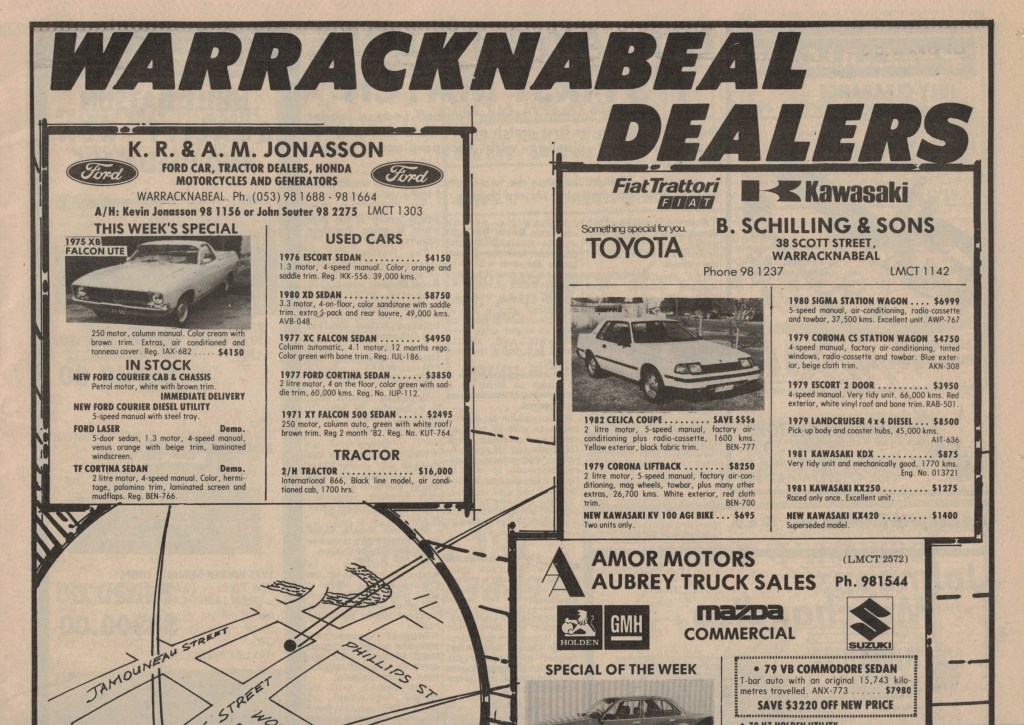 WARRACKNABEAL
DEALERS
K. R. & A. M. JONASSON
Ford
FORD CAR, TRACTOR DEALERS, HONDA
MOTORCYCLES AND GENERATORS
Ford
WARRACKNABEAL. Ph. (053) 98 1688 - 98 1664
A/H: Kevin Jonasson 98 1156 or John Souter 98 2275 LMCT 1303
THIS WEEK'S SPECIAL
1975 XB
FALCON UTE
250 motor, column manual. Color cream with
brown trim. Extras, air conditioned and
tonneau cover. Reg. IAX-682 ..... $4150
IN STOCK
NEW FORD COURIER CAB & CHASSIS
Petrol motor, white with brown trim.
IMMEDIATE DELIVERY
NEW FORD COURIER DIESEL UTILITY
5-speed manual with steel tray.
FORD LASER Demo.
5-door sedan, 1.3 motor, 4-speed manual,
venus orange with beige trim, laminated
windscreen.
TF CORTINA SEDAN Demo.
2 litre motor, 4-speed manual. Color, hermi-
tage, palomino trim, laminated screen and
mudflaps. Reg. BEN-766.
USED CARS
1976 ESCORT SEDAN ............ $4150
1.3 motor, 4-speed manual. Color, orange and
saddle trim. Reg. IKK-556. 39,000 kms.
1980 XD SEDAN ................ $8750
3.3 motor, 4-on-floor, color sandstone with saddle
trim. extra 5-pack and rear louvre, 49,000 kms.
AVB-048.
1977 XC FALCON SEDAN ......... $4950
Column automatic, 4.1 motor, 12 months rego.
Color green with bone trim. Reg. IUL-186.
1977 FORD CORTINA SEDAN ...... $3850
2 litre motor, 4 on the floor, color green with sad-
dle trim, 60,000 kms. Reg. No. IUP-112.
1971 XY FALCON 500 SEDAN ..... $2495
250 motor, column auto, green with white roof/
brown trim. Reg 2 month '82. Reg. No. KUT-764.
TRACTOR
2/H TRACTOR ............. $16,000
International 866, Black line model, air condi-
tioned cab, 1700 hrs.
Fiat Trattori
FIAT
Kawasaki
Something special for you.
TOYOTA
B. SCHILLING & SONS
38 SCOTT STREET,
WARRACKNABEAL
Phone 98 1237 LMCT 1142
1982 CELICA COUPE ........... SAVE $$$s
2 litre motor, 5-speed manual, factory air-
conditioning plus radio-cassette, 1600 kms.
Yellow exterior, black fabric trim. BEN-777
1979 CORONA LIFTBACK ........ $8250
2 litre motor, 5-speed manual, factory air-con-
ditioning, mag wheels, towbar, plus many other
extras, 26,700 kms. White exterior, red cloth
trim. BEN-700
NEW KAWASAKI KV 100 AGI BIKE ... $695
Two units only.
1980 SIGMA STATION WAGON .... $6999
5-speed manual, air-conditioning, radio-cassette
and towbar, 37,500 kms. Excellent unit. AWP-767
1979 CORONA CS STATION WAGON $4750
4-speed manual, factory air-conditioning, tinted
windows, radio-cassette and towbar. Blue exter-
ior, beige cloth trim. AKN-308
1979 ESCORT 2 DOOR ........... $3950
4-speed manual. Very tidy unit. 66,000 kms. Red
exterior, white vinyl roof and bone trim. RAB-501.
1979 LANDCRUISER 4 x 4 DIESEL ... $8500
Pick-up body and coaster hubs, 45,000 kms.
AIT-636
1981 KAWASAKI KDX ............ $875
Very tidy unit and mechanically good. 1770 kms.
Eng. No. 013721
1981 KAWASAKI KX250 .......... $1275
Raced only once. Excellent unit.
NEW KAWASAKI KX420 ......... $1400
Superseded model.
AMOR MOTORS (LMCT 2572)
AUBREY TRUCK SALES Ph. 981544
HOLDEN
GMH
mazda
COMMERCIAL
SUZUKI
SPECIAL OF THE WEEK
• 79 VB COMMODORE SEDAN
T-bar auto with an original 15,743 kilo-
metres travelled. ANX-773 ...... $7980
SAVE $3220 OFF NEW PRICE
JAMOUNEAU STREET
PHILLIPS ST
STREET